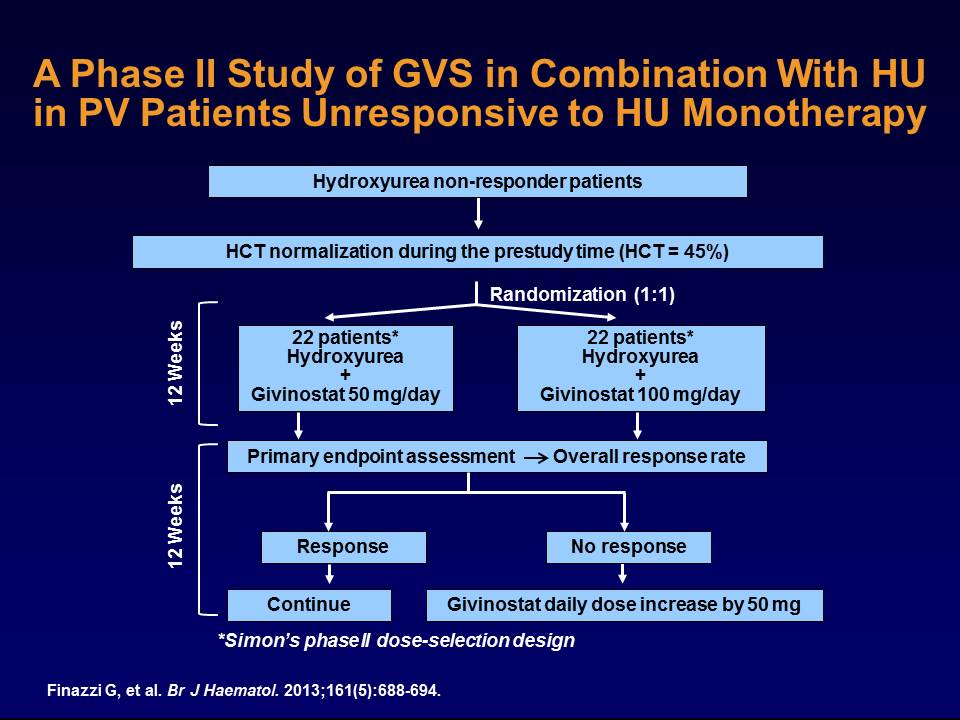 A Phase II Study of GVS in Combination With HU
in PV Patients Unresponsive to HU Monotherapy
Hydroxyurea non-responder patients
HCT normalization during the prestudy time (HCT = 45%)
Randomization (1:1)
12 Weeks
22 patients*
Hydroxyurea
+
Givinostat 50 mg/day
22 patients*
Hydroxyurea
+
Givinostat 100 mg/day
Primary endpoint assessment → Overall response rate
12 Weeks
Response
No response
Continue
Givinostat daily dose increase by 50 mg
*Simon’s phase II dose-selection design
Finazzi G, et al. Br J Haematol. 2013;161(5):688-694.